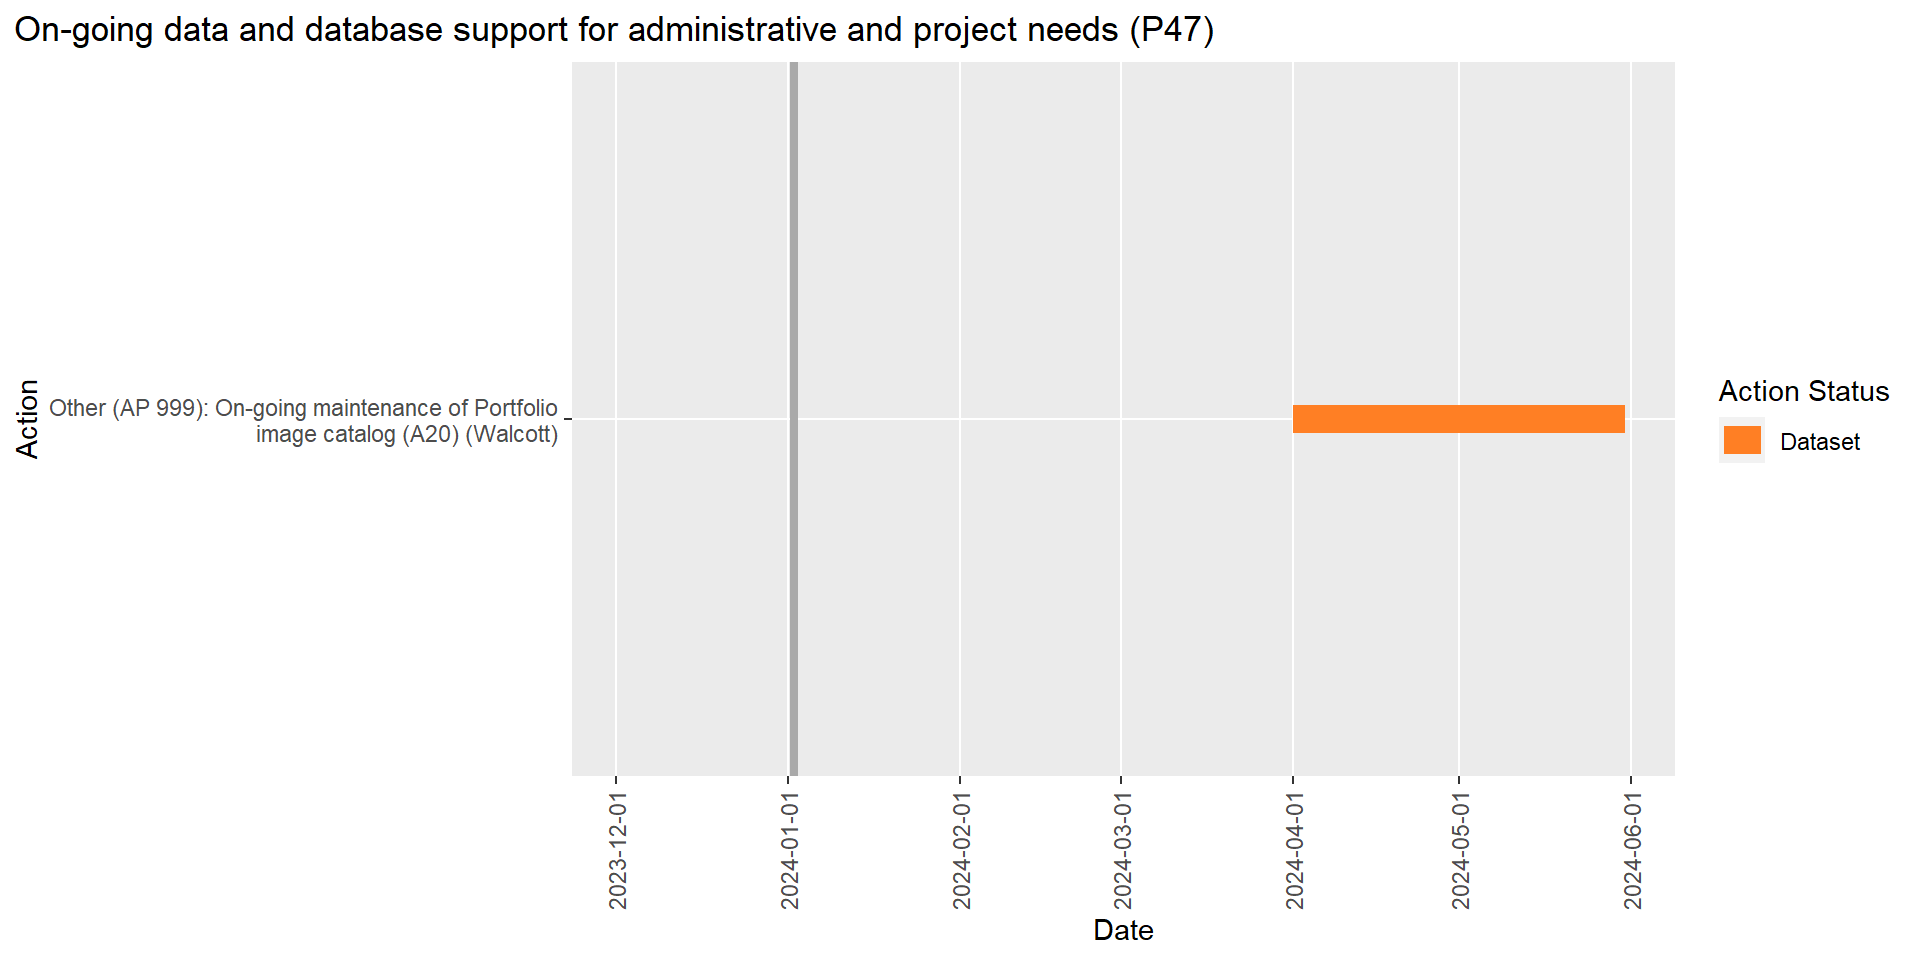 On-going data and database support for administrative and project needs (P47)
Action
Other (AP 999): On-going maintenance of Portfolio
image catalog (A20) (Walcott)
2023-12-01
2024-01-01
2024-02-01
2024-03-01
2024-04-01
2024-05-01
2024-06-01
Date
Action Status
Dataset